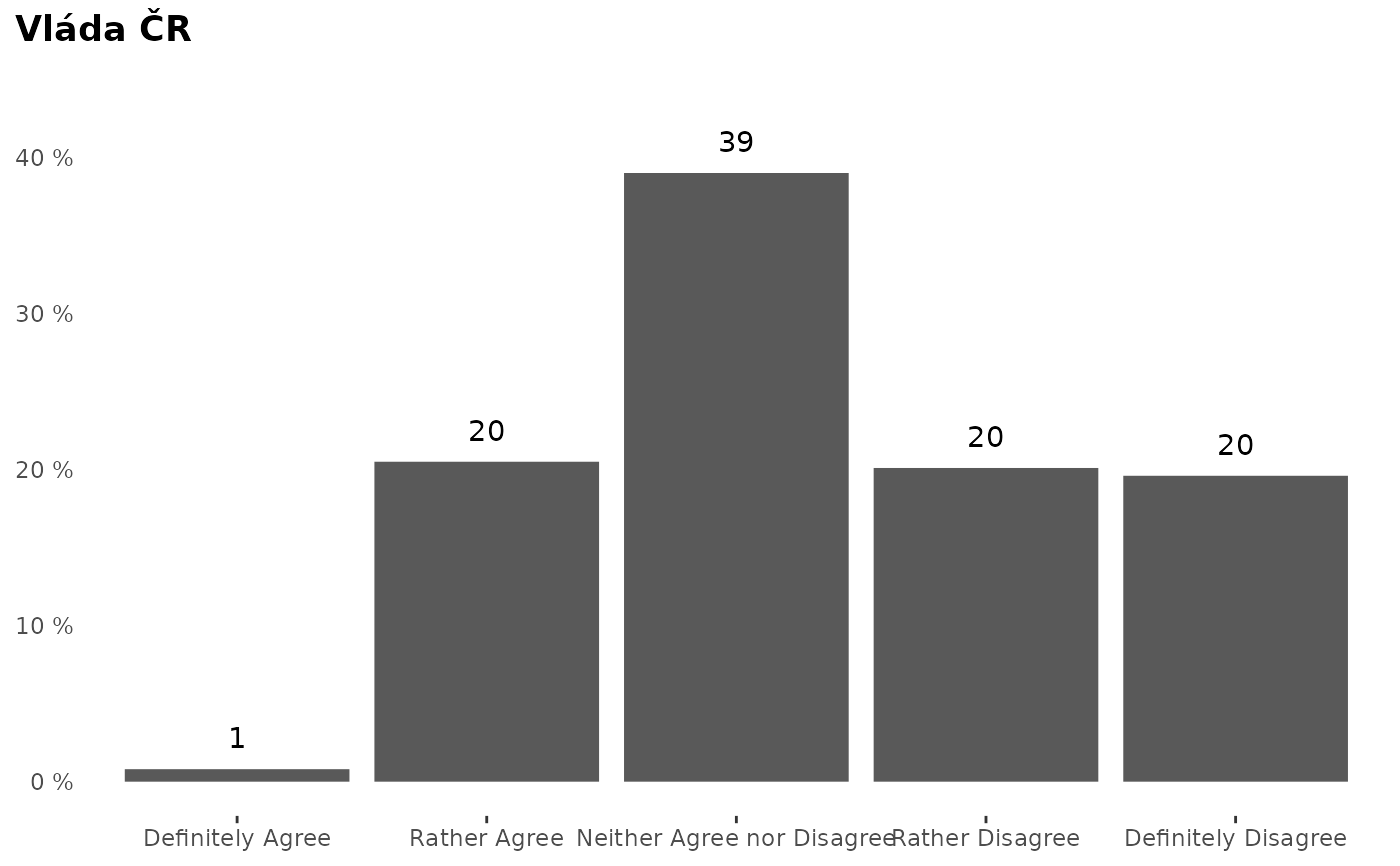 Vláda ČR
40 %
30 %
20 %
10 %
0 %
1
20
39
20
20
Definitely Agree
Rather Agree
Neither Agree nor Disagree
Rather Disagree
Definitely Disagree